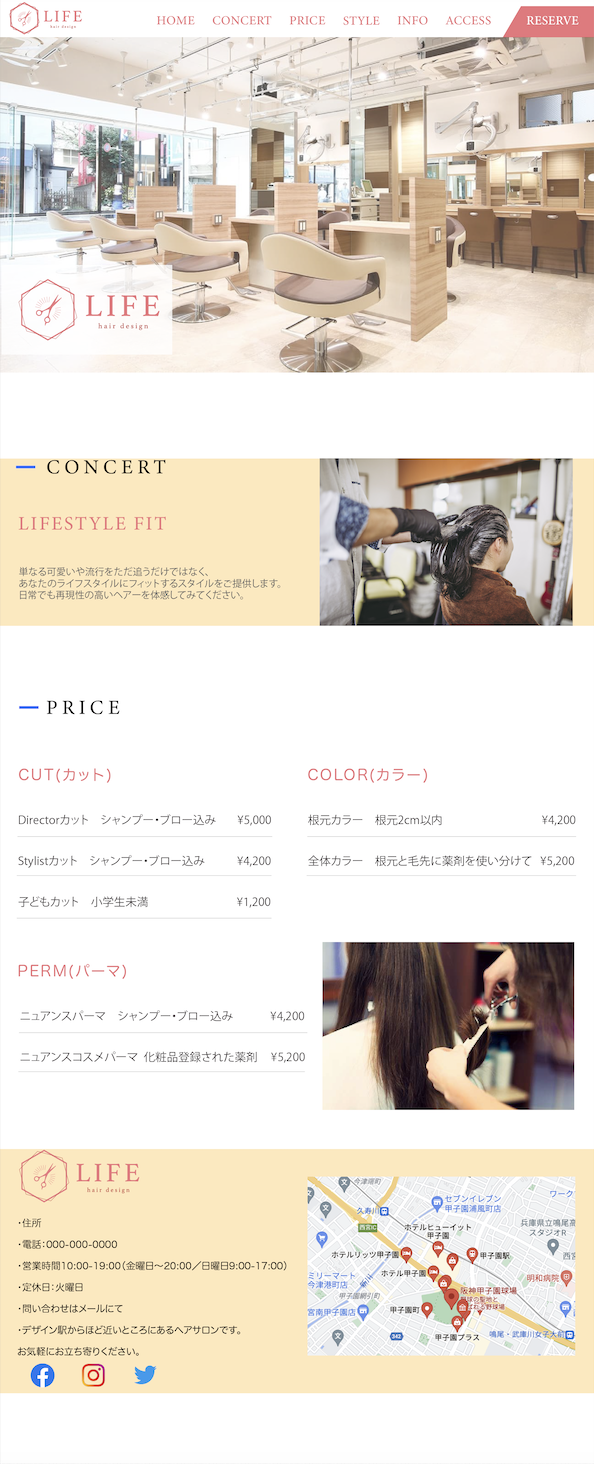 LIFE
hair design
HOME CONCERT PRICE STYLE INFO ACCESS RESERVE
LIFE
hair design
CONCERT
LIFESTYLE FIT
単なる可愛いや流行をただ追うだけではなく、
あなたのライフスタイルにフィットするスタイルをご提供します。
日常でも再現性の高いヘアーを体感してみてください。
PRICE
CUT(カット)
Directorカット シャンプー・ブロー込み ¥5,000
Stylistカット シャンプー・ブロー込み ¥4,200
子どもカット 小学生未満 ¥1,200
COLOR(カラー)
根元カラー 根元2cm以内 ¥4,200
全体カラー 根元と毛先に薬剤を使い分けて ¥5,200
PERM(パーマ)
ニュアンスパーマ シャンプー・ブロー込み ¥4,200
ニュアンスコスメパーマ 化粧品登録された薬剤 ¥5,200
LIFE
hair design
・住所
・電話：000-000-0000
・営業時間10:00-19:00（金曜日〜20:00／日曜日9:00-17:00）
・定休日：火曜日
・問い合わせはメールにて
・デザイン駅からほど近いところにあるヘアサロンです。
お気軽にお立ち寄りください。
今津南町
久寿川
セブンイレブン
甲子園浦風町店
ワーク
西宮IC
ホテルヒューイット
甲子園
兵庫県立鳴尾高
スタジオR
ホテルリッツ甲子園
甲子園駅
西宮
ミリーマート
今津港町店
ホテル甲子園
明和病院
阪神甲子園球場
野球の聖地と
ばれる野球場
宮南甲子園店
甲子園町
342
甲子園プラス
鳴尾・武庫川女子大前